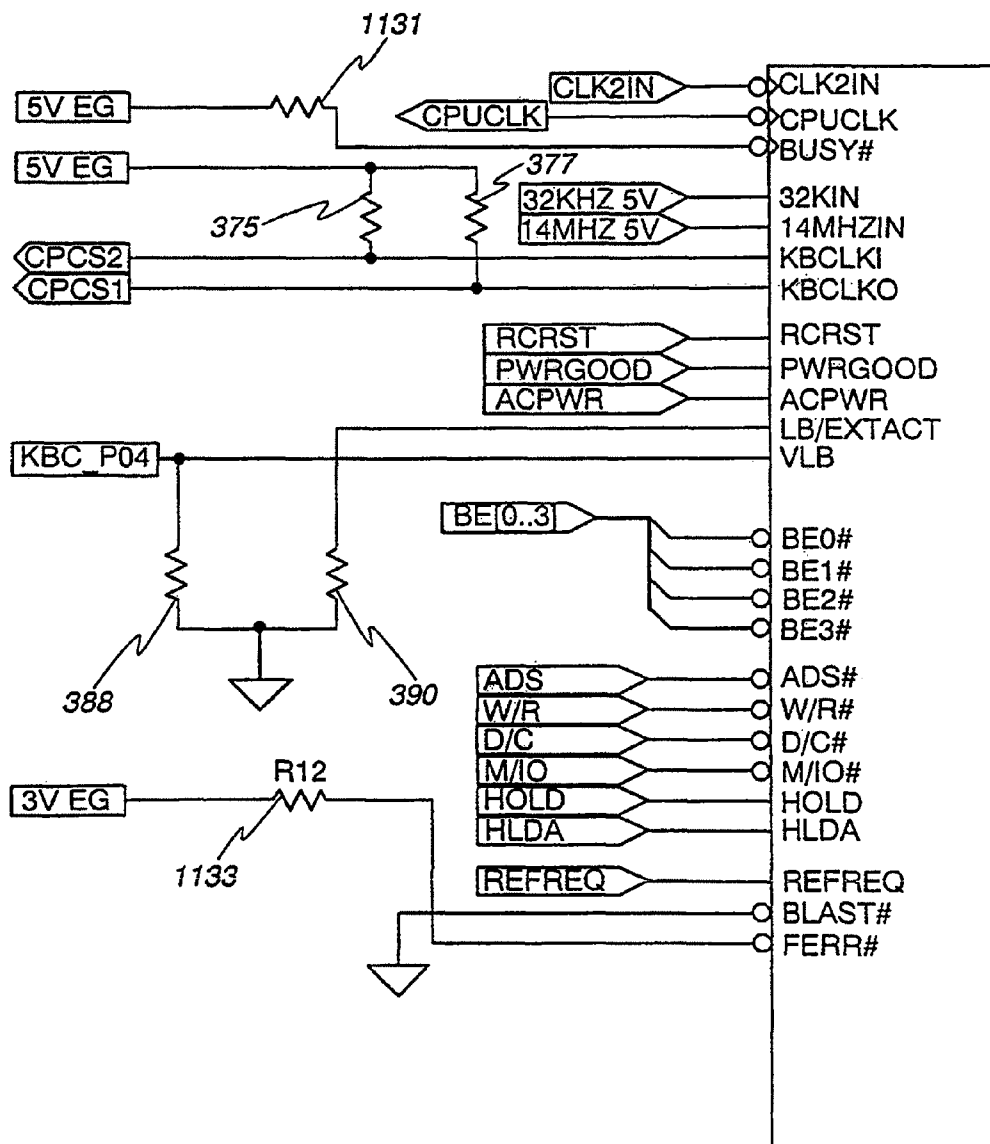 1131
CLK2IN
CLK2IN
5V EG
CPUCLK
CPUCLK
BUSY#
5V EG
377
375
32KHZ 5V
32KIN
14MHZ 5V
14MHZIN
CPCS2
KBCLKI
CPCS1
KBCLKO
RCRST
RCRST
PWRGOOD
PWRGOOD
ACPWR
ACPWR
LB/EXTACT
KBC_P04
VLB
BE[0..3]
BE0#
BE1#
BE2#
BE3#
388
390
ADS
ADS#
W/R
W/R#
D/C
D/C#
R12
M/IO
M/IO#
3V EG
HOLD
HOLD
HLDA
HLDA
1133
REFREQ
REFREQ
BLAST#
FERR#